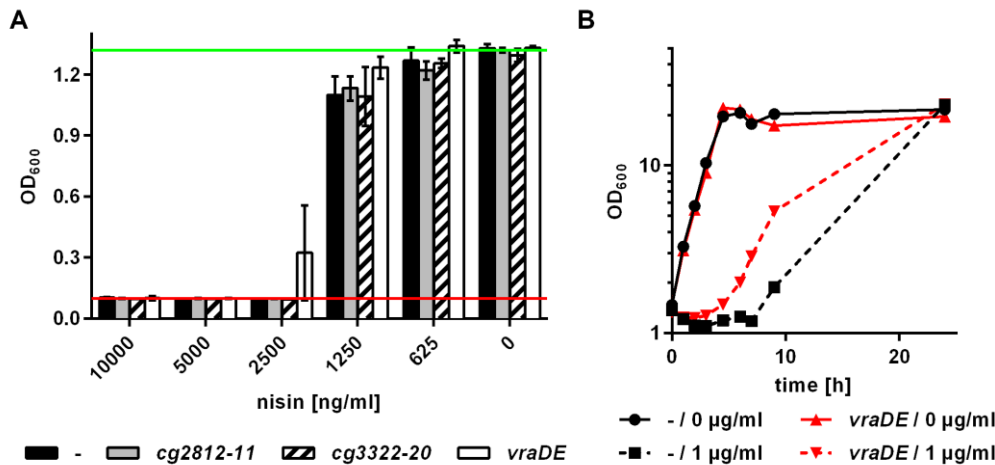 A
B
1.2
0.9
0.6
0.3
0.0
OD600
10000
5000
2500
1250
625
0
nisin [ng/ml]
- cg2812-11 cg3322-20 vraDE
10
1
OD600
0 10 20
time [h]
- / 0 µg/ml vraDE / 0 µg/ml
- / 1 µg/ml vraDE / 1 µg/ml